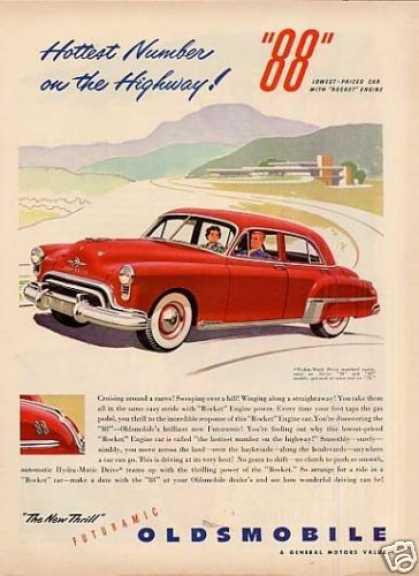 Hottest Number
on the Highway!
"88"
LOWEST-PRICED CAR
WITH "ROCKET" ENGINE
Cruising around a curve! Swooping over a hill! Winging along a straightaway! You take them
all in the same easy stride with "Rocket" Engine power. Every time your foot taps the gas
pedal, you thrill to the incredible response of this "Rocket" Engine car. You're discovering the
"88"—Oldsmobile's brilliant new Futuramic! You're finding out why this lowest-priced
"Rocket" Engine car is called "the hottest number on the highway!" Smoothly—surely—
nimbly, you move across the land—over the backroads—along the boulevards—anywhere
a car can go. This is driving at its very best! No gears to shift—no clutch to push as smooth,
automatic Hydra-Matic Drive* teams up with the thrilling power of the "Rocket." So arrange for a ride in a
"Rocket" car—make a date with the "88" at your Oldsmobile dealer's and see how wonderful driving can be!
88
"The New Thrill"
FUTURAMIC
OLDSMOBILE
A GENERAL MOTORS VALUE